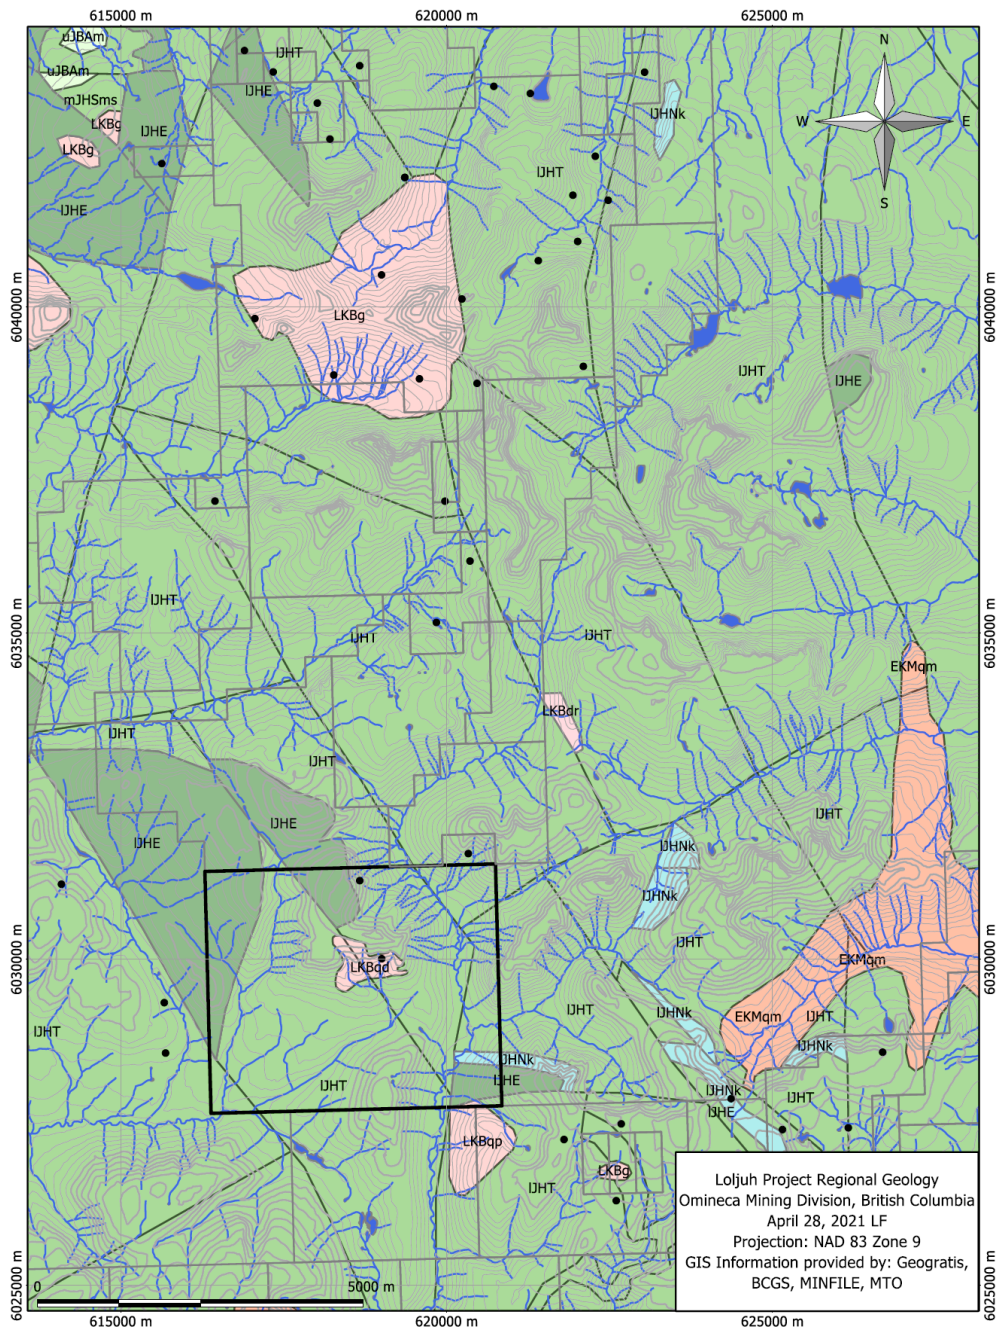 615000 m
620000 m
625000 m
uJBAm
uJBAm
mJHSms
LKBg
LKBg
lJHE
lJHE
lJHT
lJHE
lJHT
lJHNk
N
W
E
S
6040000 m
6040000 m
LKBg
lJHT
lJHE
lJHT
lJHT
lJHT
6035000 m
6035000 m
EKMqm
LKBdr
lJHT
lJHT
lJHE
lJHE
lJHT
lJHNk
lJHNk
lJHT
6030000 m
6030000 m
LKBqd
EKMqm
lJHT
lJHT
lJHNk
EKMqm
lJHT
lJHNk
lJHT
JHNk
lJHE
lJHNk
lJHE
lJHT
LKBqp
LKBg
lJHT
Loljuh Project Regional Geology
Omineca Mining Division, British Columbia
April 28, 2021 LF
Projection: NAD 83 Zone 9
GIS Information provided by: Geogratis,
BCGS, MINFILE, MTO
6025000 m
6025000 m
0
5000 m
615000 m
620000 m
625000 m